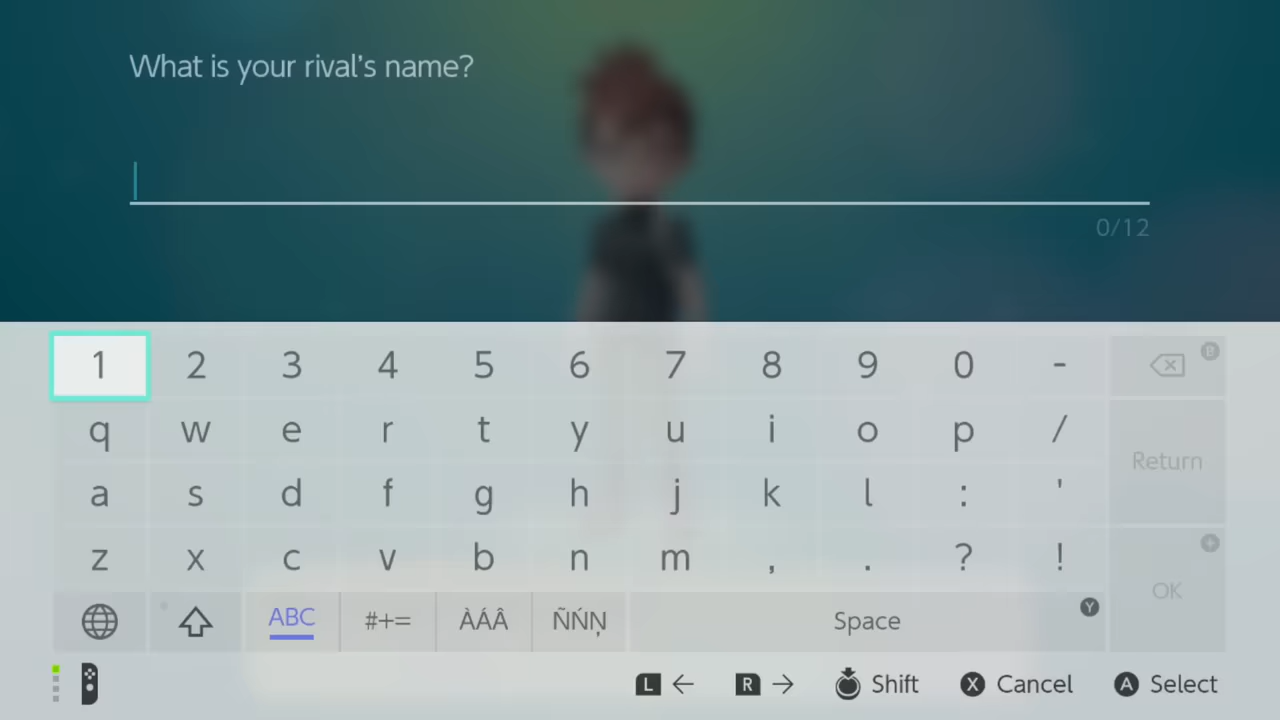 What is your rival's name?
0/12
1 2 3 4 5 6 7 8 9 0 - B
q w e r t y u i o p /
Return
a s d f g h j k l : '
z x c v b n m , . ? ! +
OK
ABC #+= ÀÁÂ ÑŃŅ Space Y
L ← R → Shift X Cancel A Select